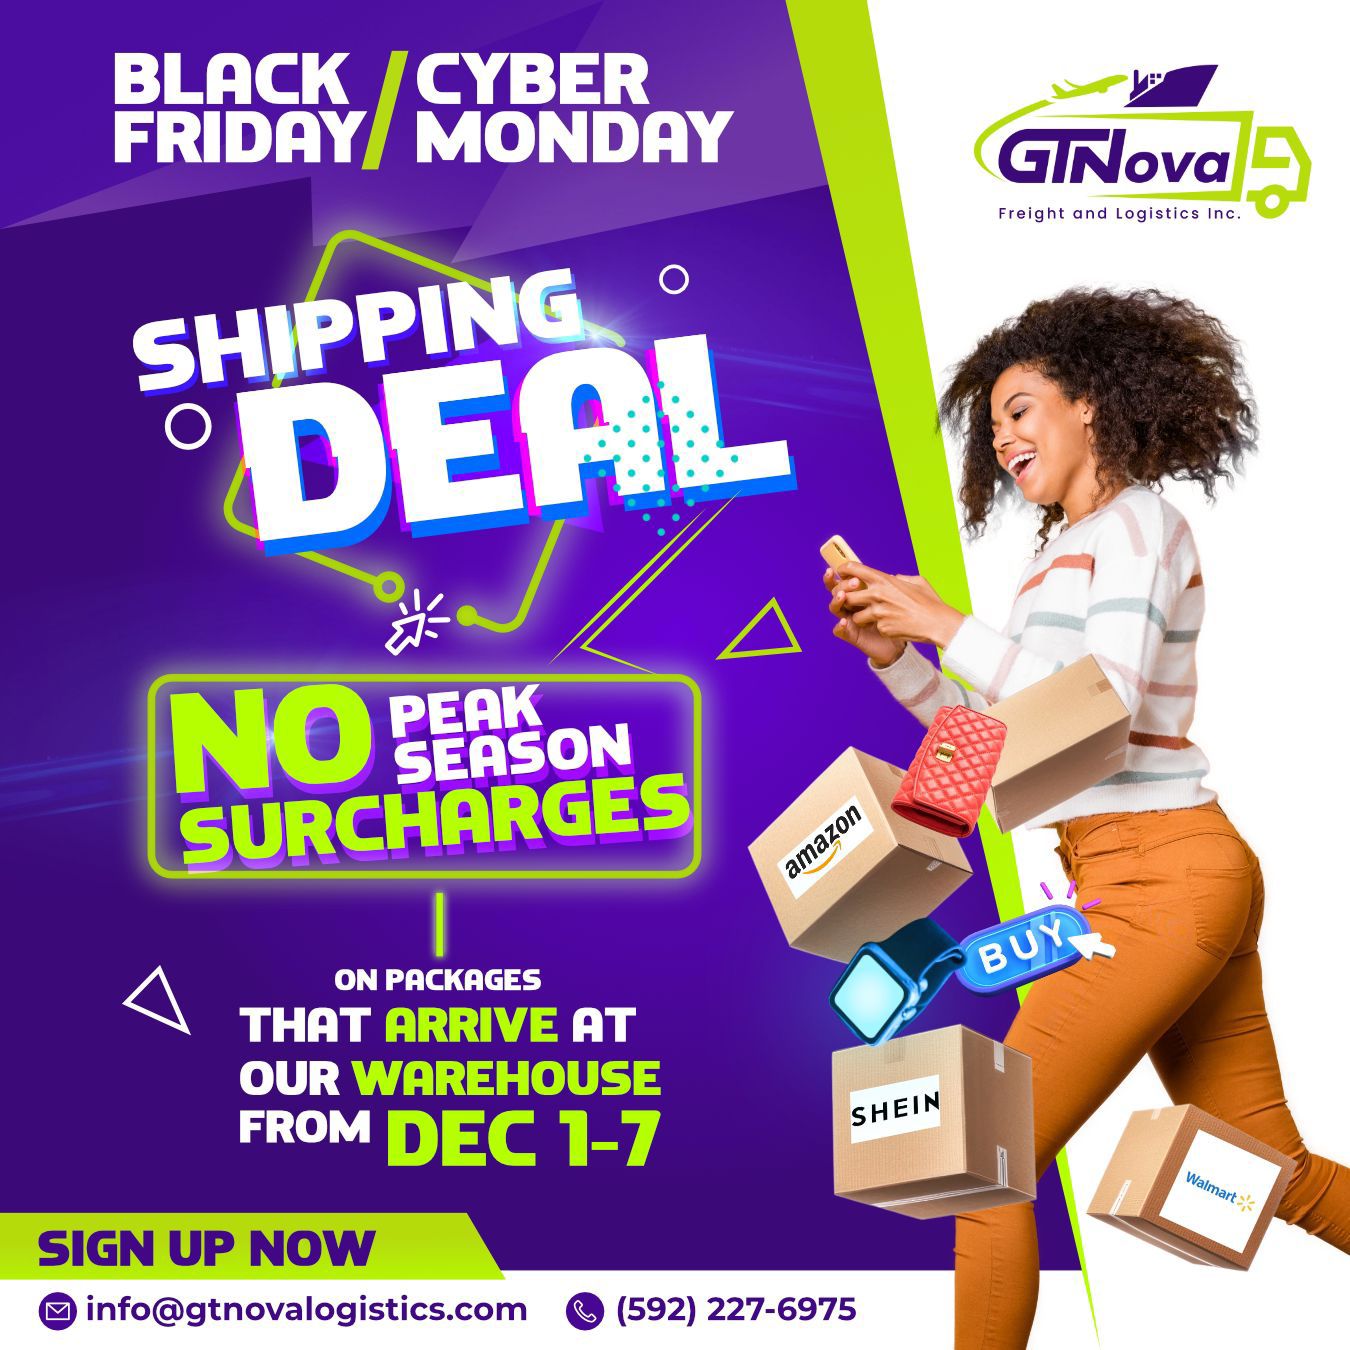 BLACK FRIDAY / CYBER MONDAY
GTNova
Freight and Logistics Inc.
SHIPPING
DEAL
NO PEAK SEASON
SURCHARGES
ON PACKAGES
THAT ARRIVE AT
OUR WAREHOUSE
FROM DEC 1-7
amazon
BUY
SHEIN
Walmart
SIGN UP NOW
info@gtnovalogistics.com (592) 227-6975